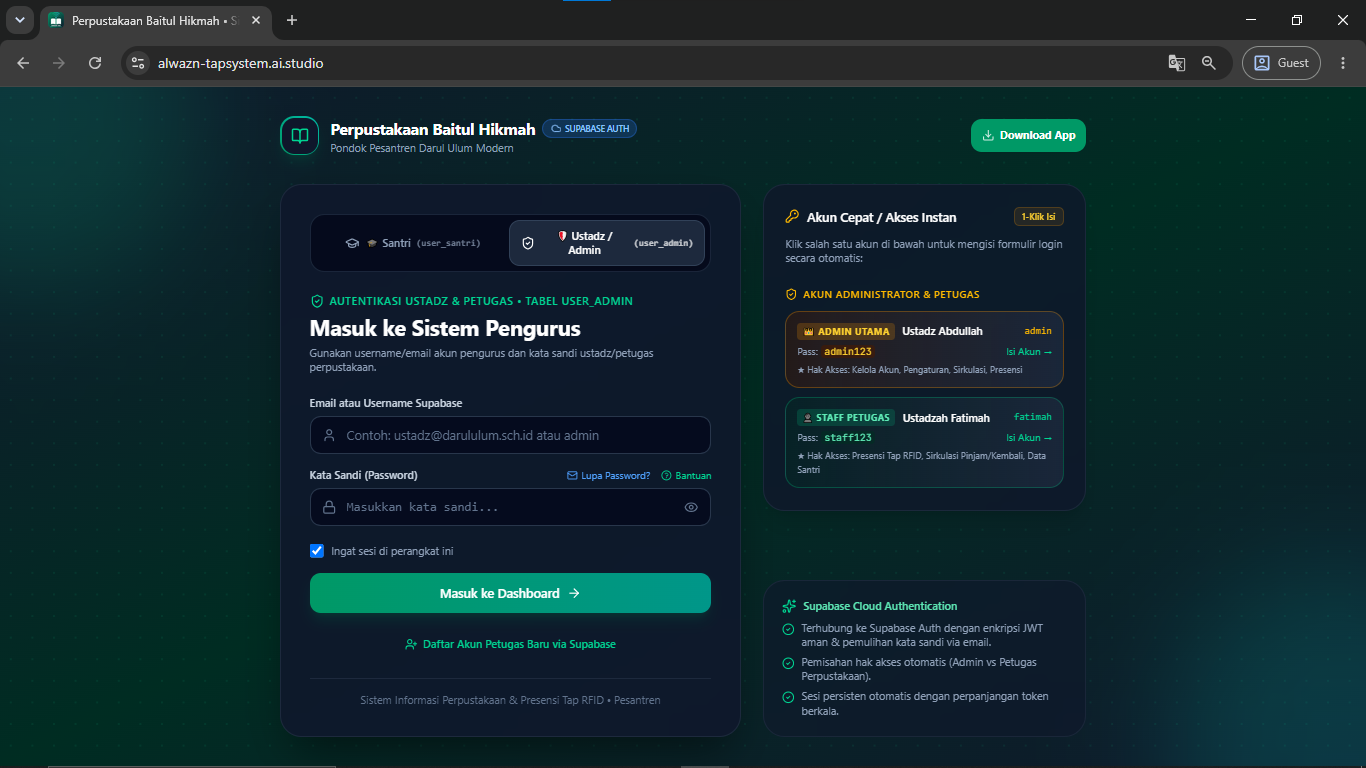 Perpustakaan Baitul Hikmah • S
alwazn-tapsystem.ai.studio
Guest
Perpustakaan Baitul Hikmah
SUPABASE AUTH
Pondok Pesantren Darul Ulum Modern
Download App
Santri (user_santri)
Ustadz /
Admin
(user_admin)
AUTENTIKASI USTADZ & PETUGAS • TABEL USER_ADMIN
Masuk ke Sistem Pengurus
Gunakan username/email akun pengurus dan kata sandi ustadz/petugas
perpustakaan.
Email atau Username Supabase
Contoh: ustadz@darululum.sch.id atau admin
Kata Sandi (Password)
Lupa Password?
Bantuan
Masukkan kata sandi...
Ingat sesi di perangkat ini
Masuk ke Dashboard →
Daftar Akun Petugas Baru via Supabase
Sistem Informasi Perpustakaan & Presensi Tap RFID • Pesantren
Akun Cepat / Akses Instan
1-Klik Isi
Klik salah satu akun di bawah untuk mengisi formulir login
secara otomatis:
AKUN ADMINISTRATOR & PETUGAS
ADMIN UTAMA
Ustadz Abdullah
admin
Pass: admin123
Isi Akun →
★ Hak Akses: Kelola Akun, Pengaturan, Sirkulasi, Presensi
STAFF PETUGAS
Ustadzah Fatimah
fatimah
Pass: staff123
Isi Akun →
★ Hak Akses: Presensi Tap RFID, Sirkulasi Pinjam/Kembali, Data
Santri
Supabase Cloud Authentication
Terhubung ke Supabase Auth dengan enkripsi JWT
aman & pemulihan kata sandi via email.
Pemisahan hak akses otomatis (Admin vs Petugas
Perpustakaan).
Sesi persisten otomatis dengan perpanjangan token
berkala.